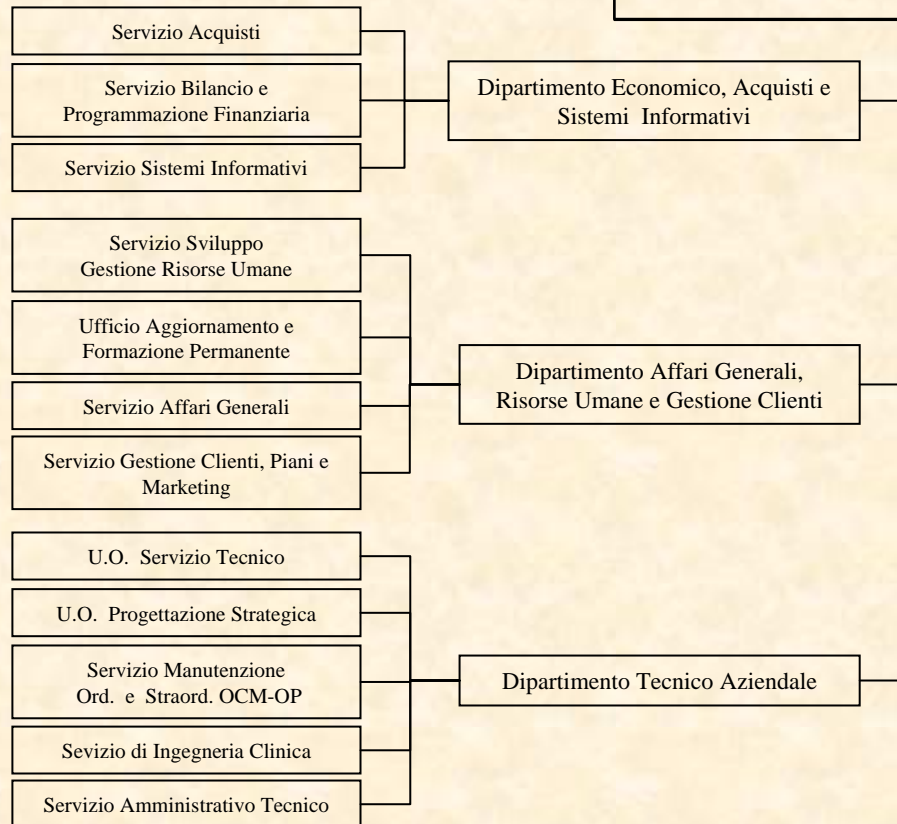 Servizio Acquisti
Servizio Bilancio e
Programmazione Finanziaria
Servizio Sistemi Informativi
Dipartimento Economico, Acquisti e
Sistemi Informativi
Servizio Sviluppo
Gestione Risorse Umane
Ufficio Aggiornamento e
Formazione Permanente
Servizio Affari Generali
Servizio Gestione Clienti, Piani e
Marketing
Dipartimento Affari Generali,
Risorse Umane e Gestione Clienti
U.O. Servizio Tecnico
U.O. Progettazione Strategica
Servizio Manutenzione
Ord. e Straord. OCM-OP
Sevizio di Ingegneria Clinica
Servizio Amministrativo Tecnico
Dipartimento Tecnico Aziendale